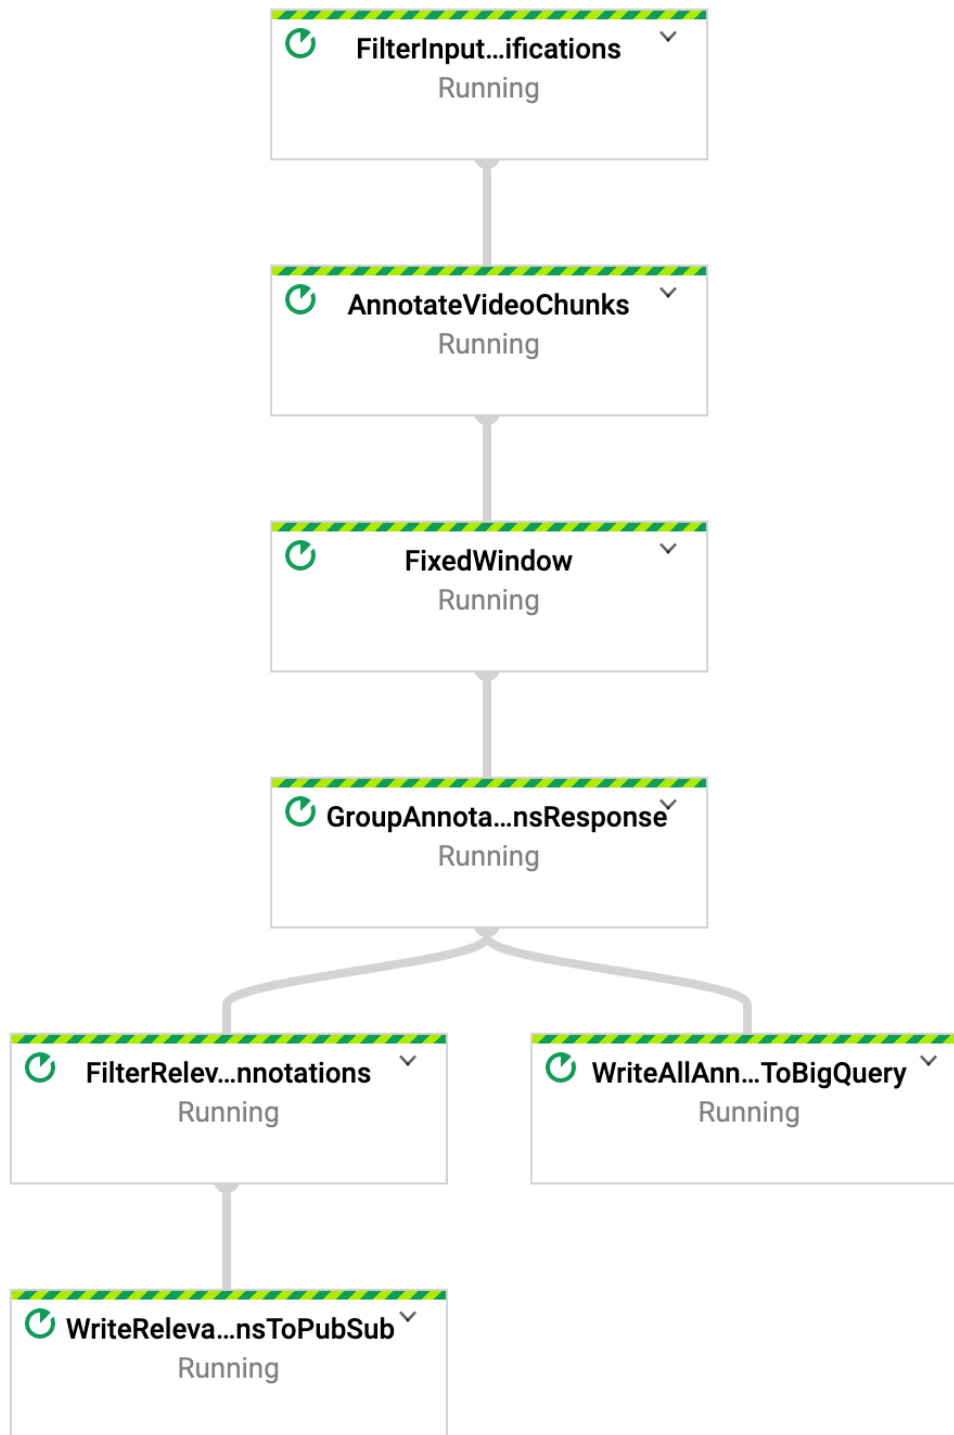 FilterInput...ifications
Running
AnnotateVideoChunks
Running
FixedWindow
Running
GroupAnnota...nsResponse
Running
FilterRelev...nnotations
Running
WriteAllAnn...ToBigQuery
Running
WriteReleva...nsToPubSub
Running